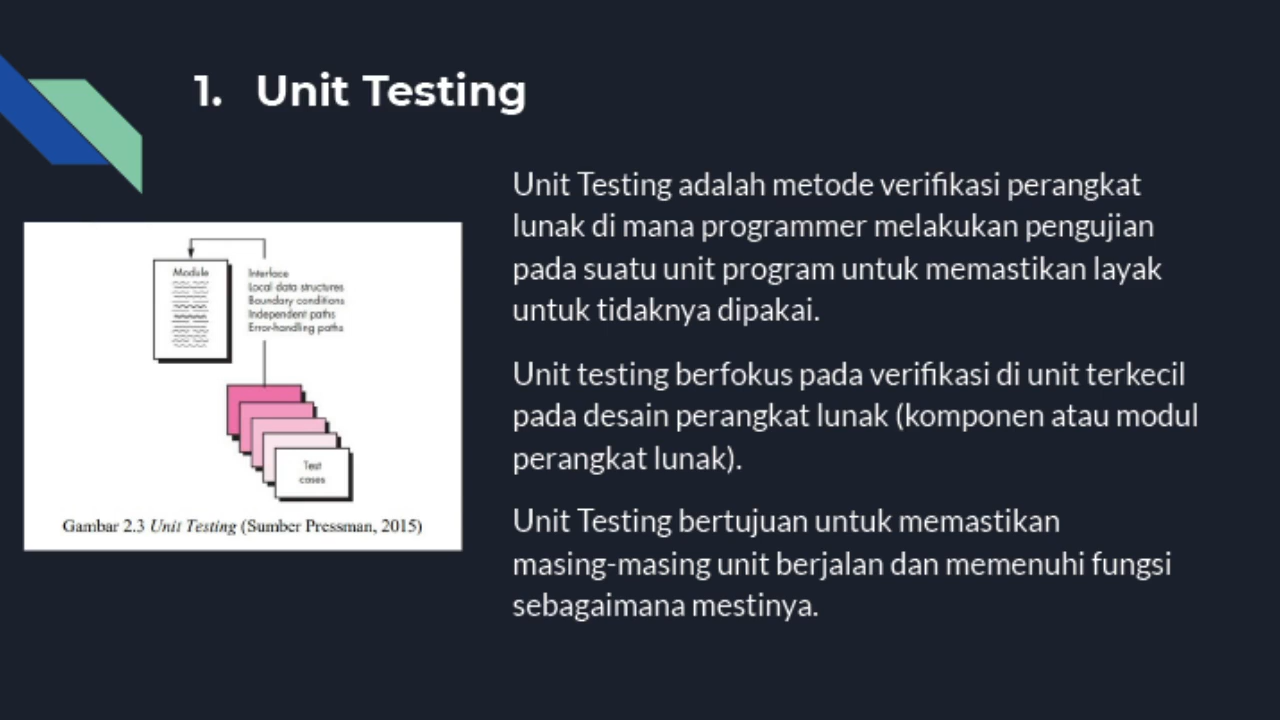 1. Unit Testing
Module
Interface
Local data structures
Boundary conditions
Independent paths
Error-handling paths
Test
cases
Gambar 2.3 Unit Testing (Sumber Pressman, 2015)
Unit Testing adalah metode verifikasi perangkat
lunak di mana programmer melakukan pengujian
pada suatu unit program untuk memastikan layak
untuk tidaknya dipakai.
Unit testing berfokus pada verifikasi di unit terkecil
pada desain perangkat lunak (komponen atau modul
perangkat lunak).
Unit Testing bertujuan untuk memastikan
masing-masing unit berjalan dan memenuhi fungsi
sebagaimana mestinya.